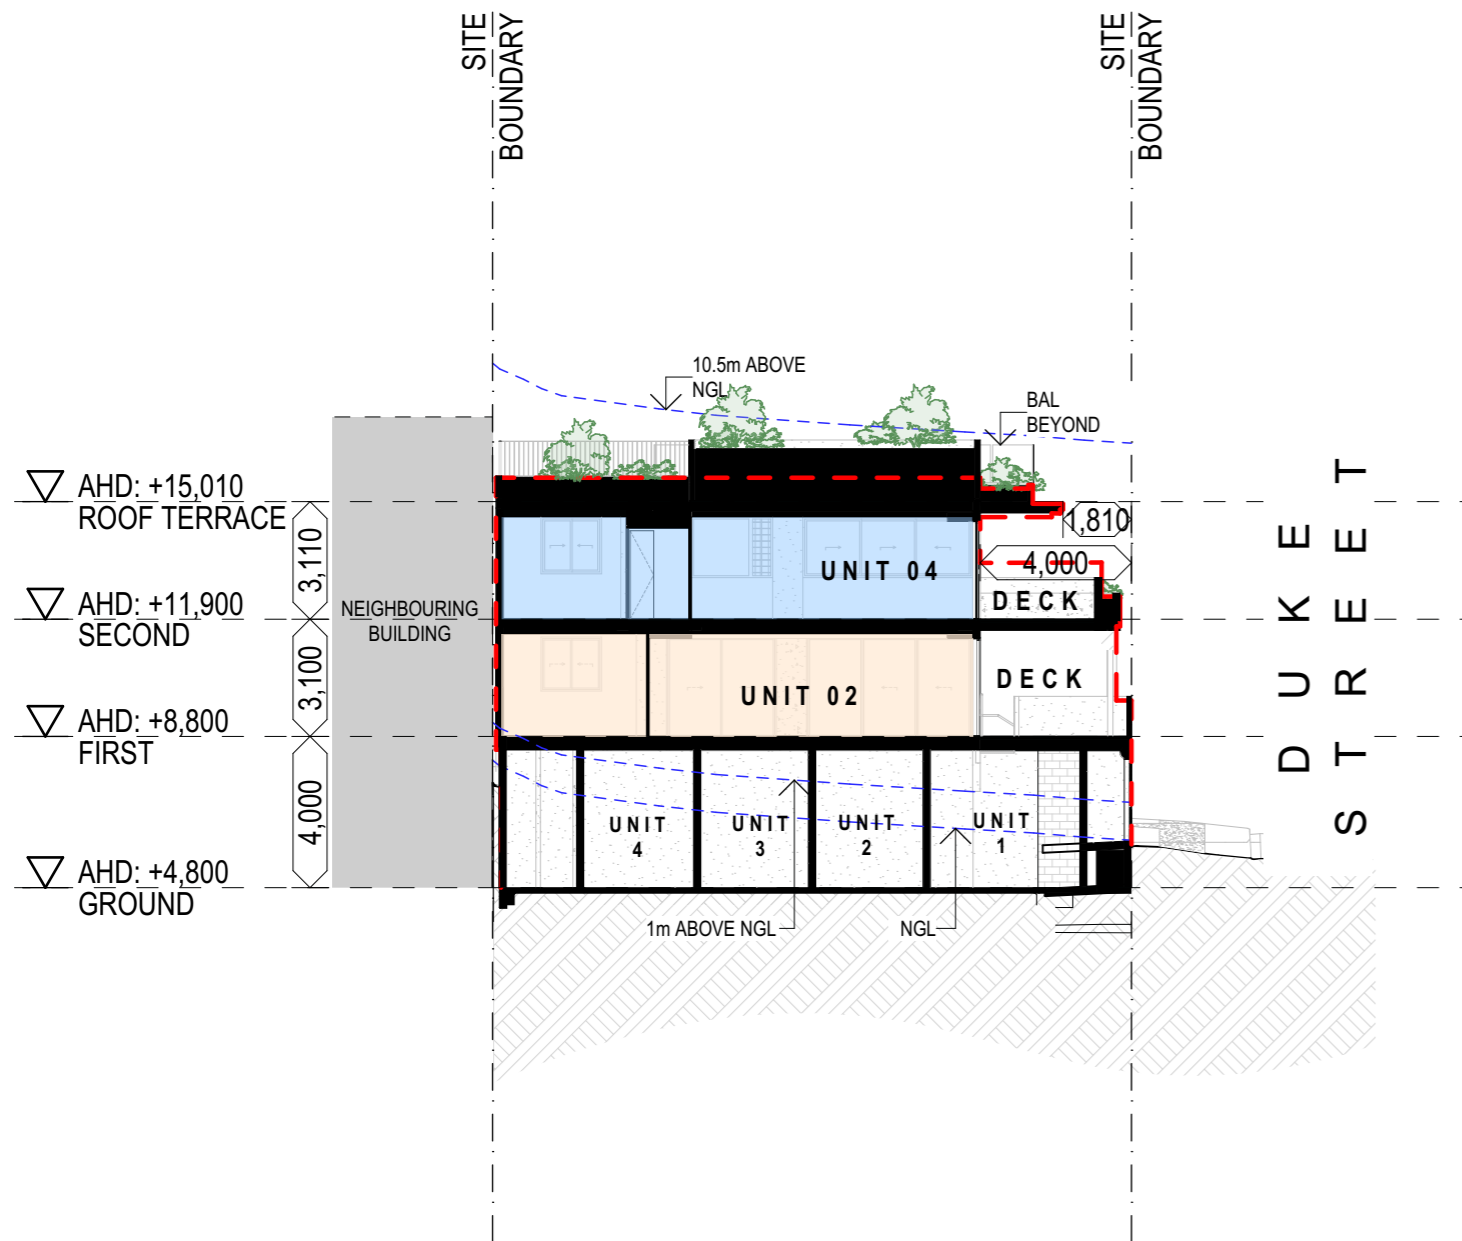 SITE
BOUNDARY
SITE
BOUNDARY
10.5m ABOVE
NGL
BAL
BEYOND
AHD: +15,010
ROOF TERRACE
1,810
3,110
4,000
UNIT 04
DECK
AHD: +11,900
SECOND
NEIGHBOURING
BUILDING
3,100
DECK
UNIT 02
AHD: +8,800
FIRST
4,000
UNIT
4
UNIT
3
UNIT
2
UNIT
1
AHD: +4,800
GROUND
1m ABOVE NGL
NGL
DUKE
STREET